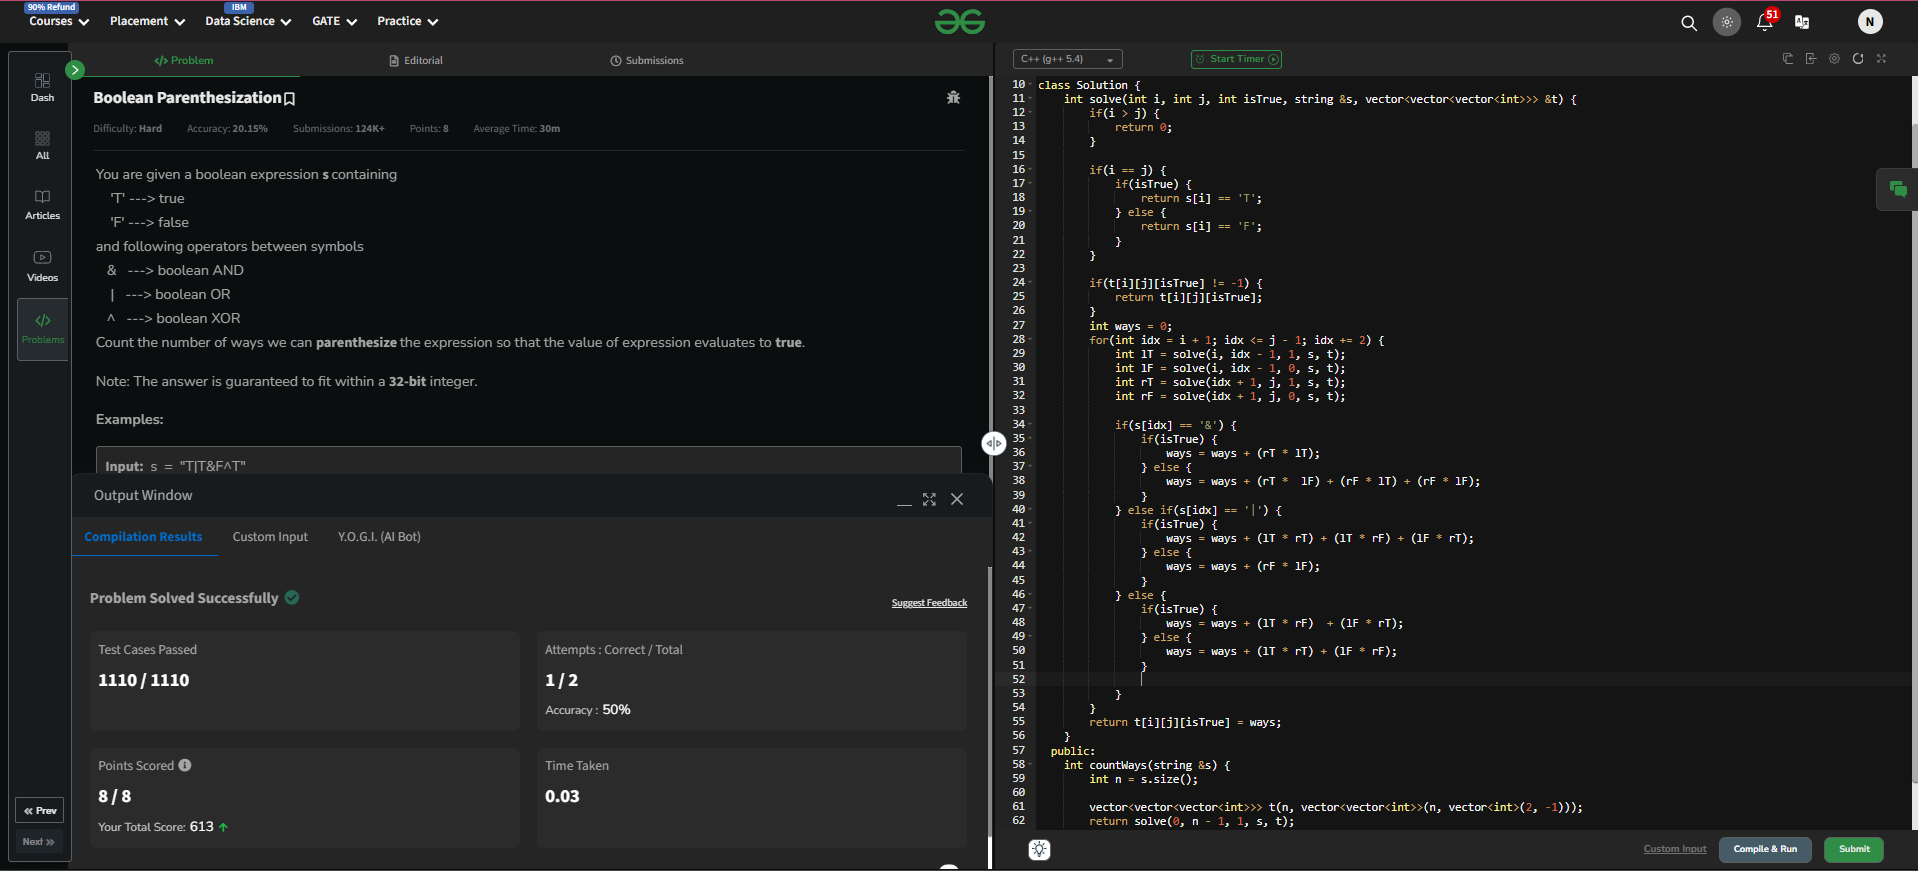 90% Refund
IBM
Courses
Placement
Data Science
GATE
Practice
51
N
Dash
All
Articles
Videos
</>
Problems
Prev
Next
</> Problem
Editorial
Submissions
Boolean Parenthesization
Difficulty: Hard Accuracy: 20.15% Submissions: 124K+ Points: 8 Average Time: 30m
You are given a boolean expression s containing
'T' ---> true
'F' ---> false
and following operators between symbols
& ---> boolean AND
| ---> boolean OR
^ ---> boolean XOR
Count the number of ways we can parenthesize the expression so that the value of expression evaluates to true.
Note: The answer is guaranteed to fit within a 32-bit integer.
Examples:
Input: s = "T|T&F^T"
Output Window
Compilation Results
Custom Input
Y.O.G.I. (AI Bot)
Problem Solved Successfully
Suggest Feedback
Test Cases Passed
1110 / 1110
Attempts : Correct / Total
1 / 2
Accuracy : 50%
Points Scored
8 / 8
Your Total Score: 613
Time Taken
0.03
C++ (g++ 5.4)
Start Timer
10 class Solution {
11 int solve(int i, int j, int isTrue, string &s, vector<vector<vector<int>>> &t) {
12 if(i > j) {
13 return 0;
14 }
15
16 if(i == j) {
17 if(isTrue) {
18 return s[i] == 'T';
19 } else {
20 return s[i] == 'F';
21 }
22 }
23
24 if(t[i][j][isTrue] != -1) {
25 return t[i][j][isTrue];
26 }
27 int ways = 0;
28 for(int idx = i + 1; idx <= j - 1; idx += 2) {
29 int lT = solve(i, idx - 1, 1, s, t);
30 int lF = solve(i, idx - 1, 0, s, t);
31 int rT = solve(idx + 1, j, 1, s, t);
32 int rF = solve(idx + 1, j, 0, s, t);
33
34 if(s[idx] == '&') {
35 if(isTrue) {
36 ways = ways + (rT * lT);
37 } else {
38 ways = ways + (rT *  lF) + (rF * lT) + (rF * lF);
39 }
40 } else if(s[idx] == '|') {
41 if(isTrue) {
42 ways = ways + (lT * rT) + (lT * rF) + (lF * rT);
43 } else {
44 ways = ways + (rF * lF);
45 }
46 } else {
47 if(isTrue) {
48 ways = ways + (lT * rF)  + (lF * rT);
49 } else {
50 ways = ways + (lT * rT) + (lF * rF);
51 }
52
53 }
54 }
55 return t[i][j][isTrue] = ways;
56 }
57 public:
58 int countWays(string &s) {
59 int n = s.size();
60
61 vector<vector<vector<int>>> t(n, vector<vector<int>>(n, vector<int>(2, -1)));
62 return solve(0, n - 1, 1, s, t);
Custom Input
Compile & Run
Submit